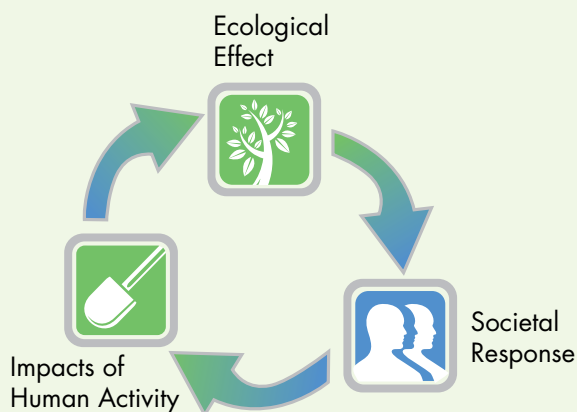 Ecological
Effect
Societal
Response
Impacts of
Human Activity